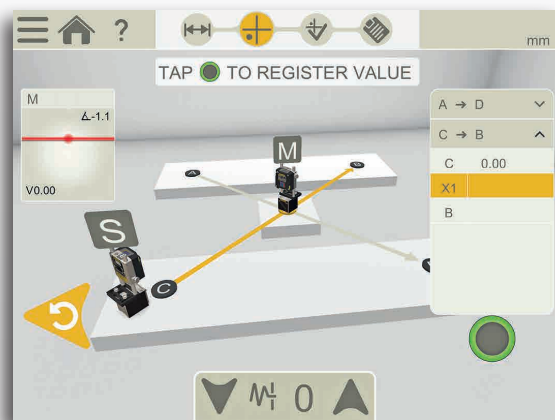 ?
mm
TAP TO REGISTER VALUE
M
∡-1.1
V0.00
A → D
C → B
C 0.00
X1
B
M
A
B
S
C
0